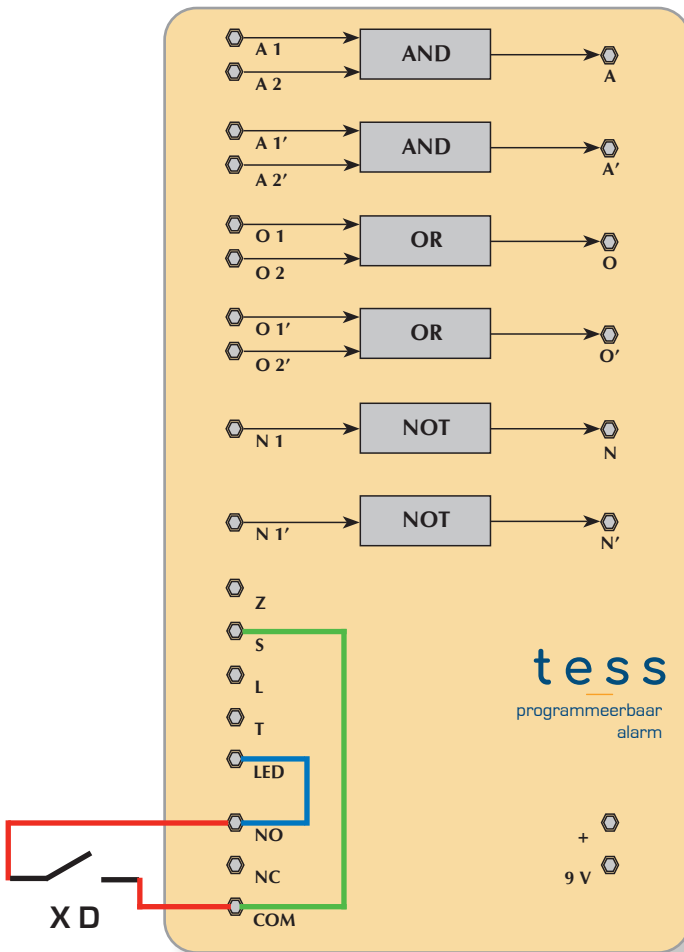 A 1
AND
A
A 2
A 1’
AND
A’
A 2’
O 1
OR
O
O 2
O 1’
OR
O’
O 2’
N 1
NOT
N
N 1’
NOT
N’
Z
S
L
T
LED
NO
NC
COM
X D
tess
programmeerbaar
alarm
+
9 V